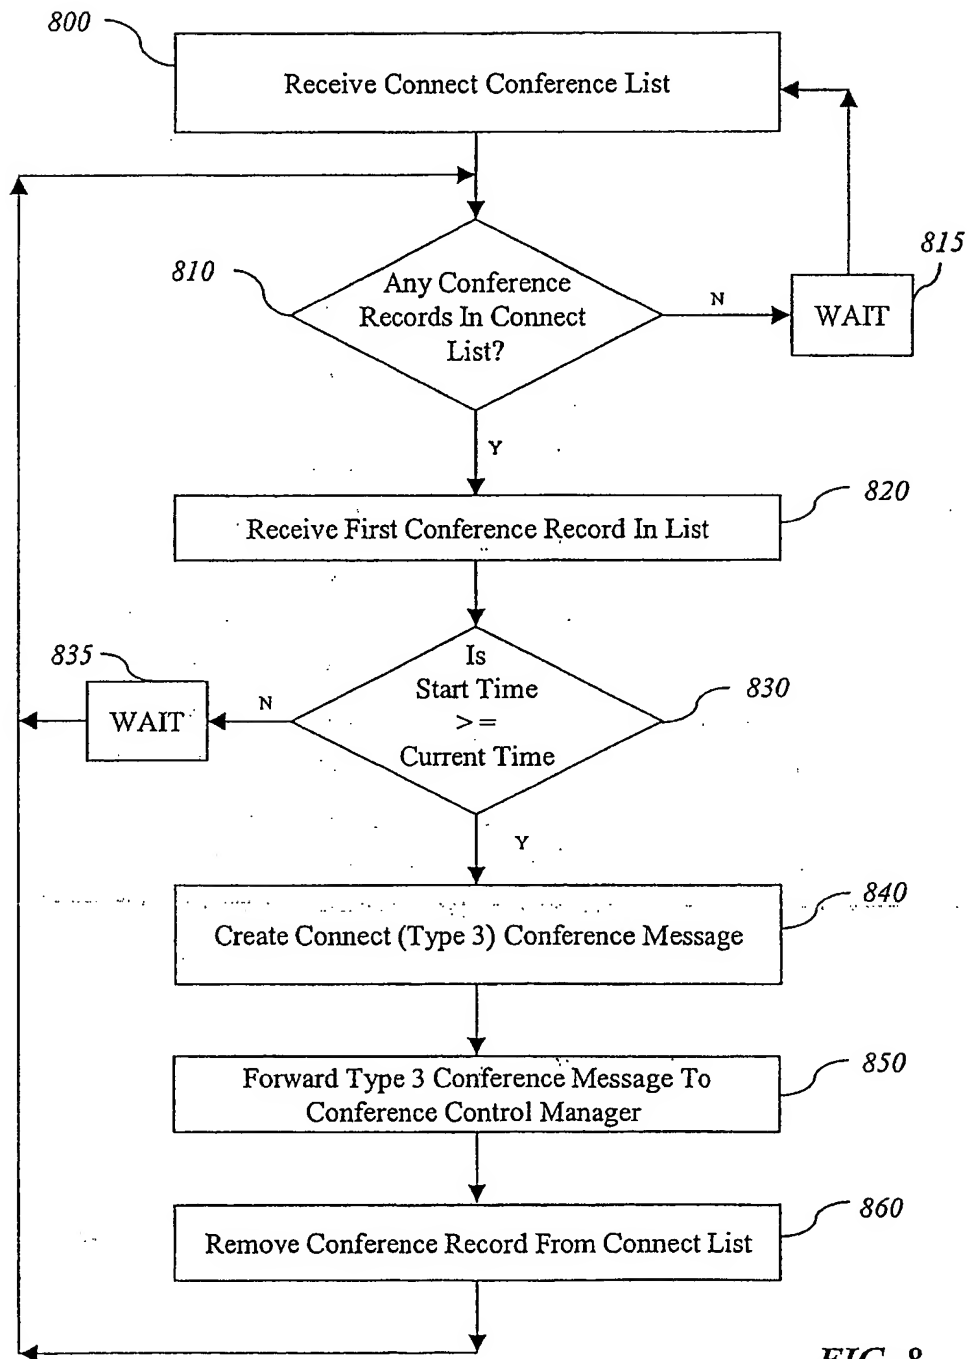 800
Receive Connect Conference List
810
Any Conference
Records In Connect
List?
N
815
WAIT
Y
820
Receive First Conference Record In List
835
WAIT
N
Is
Start Time
>=
Current Time
830
Y
840
Create Connect (Type 3) Conference Message
850
Forward Type 3 Conference Message To
Conference Control Manager
860
Remove Conference Record From Connect List
FIG. 8